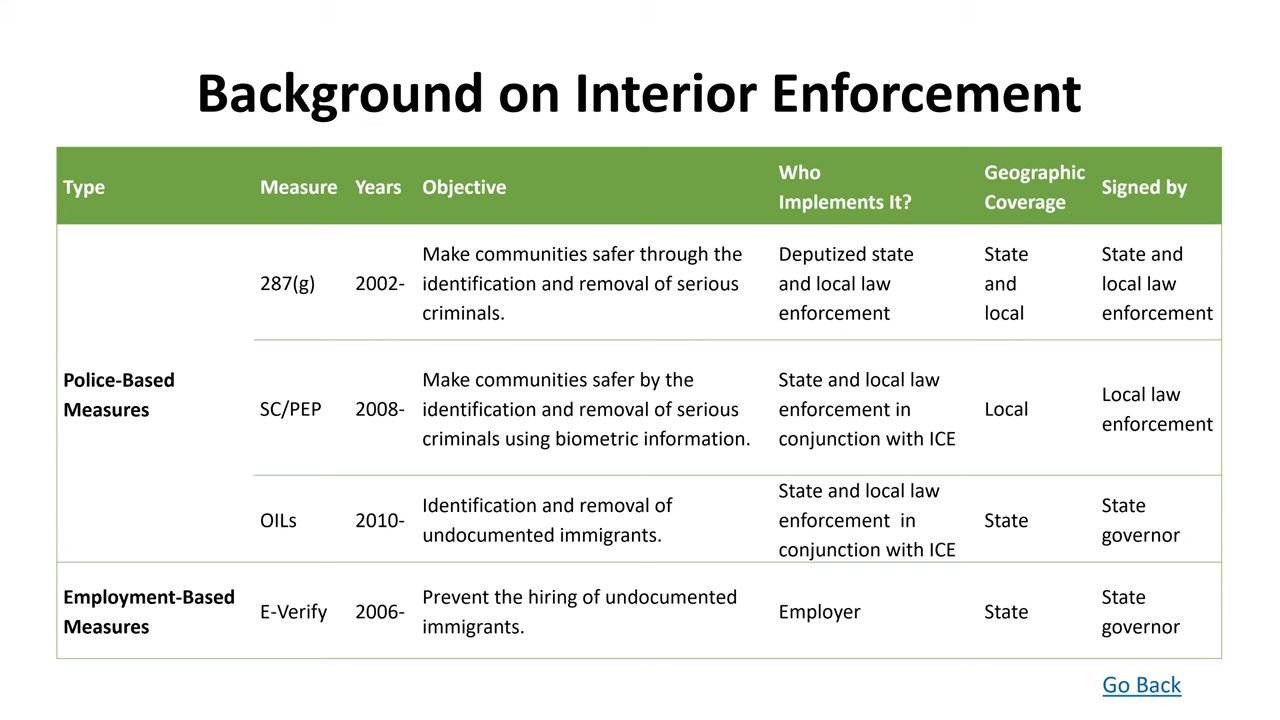 Background on Interior Enforcement
Type Measure Years Objective Who Implements It? Geographic Coverage Signed by
Police-Based Measures
287(g) 2002- Make communities safer through the identification and removal of serious criminals. Deputized state and local law enforcement State and local State and local law enforcement
SC/PEP 2008- Make communities safer by the identification and removal of serious criminals using biometric information. State and local law enforcement in conjunction with ICE Local Local law enforcement
OILs 2010- Identification and removal of undocumented immigrants. State and local law enforcement in conjunction with ICE State State governor
Employment-Based Measures
E-Verify 2006- Prevent the hiring of undocumented immigrants. Employer State State governor
Go Back